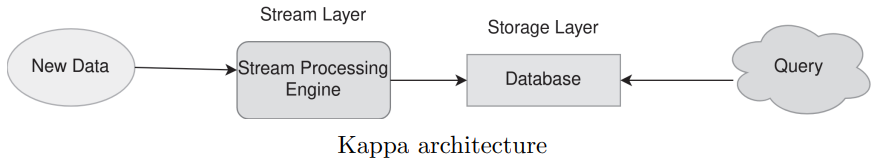 Stream Layer
Storage Layer
New Data
Stream Processing
Engine
Database
Query
Kappa architecture